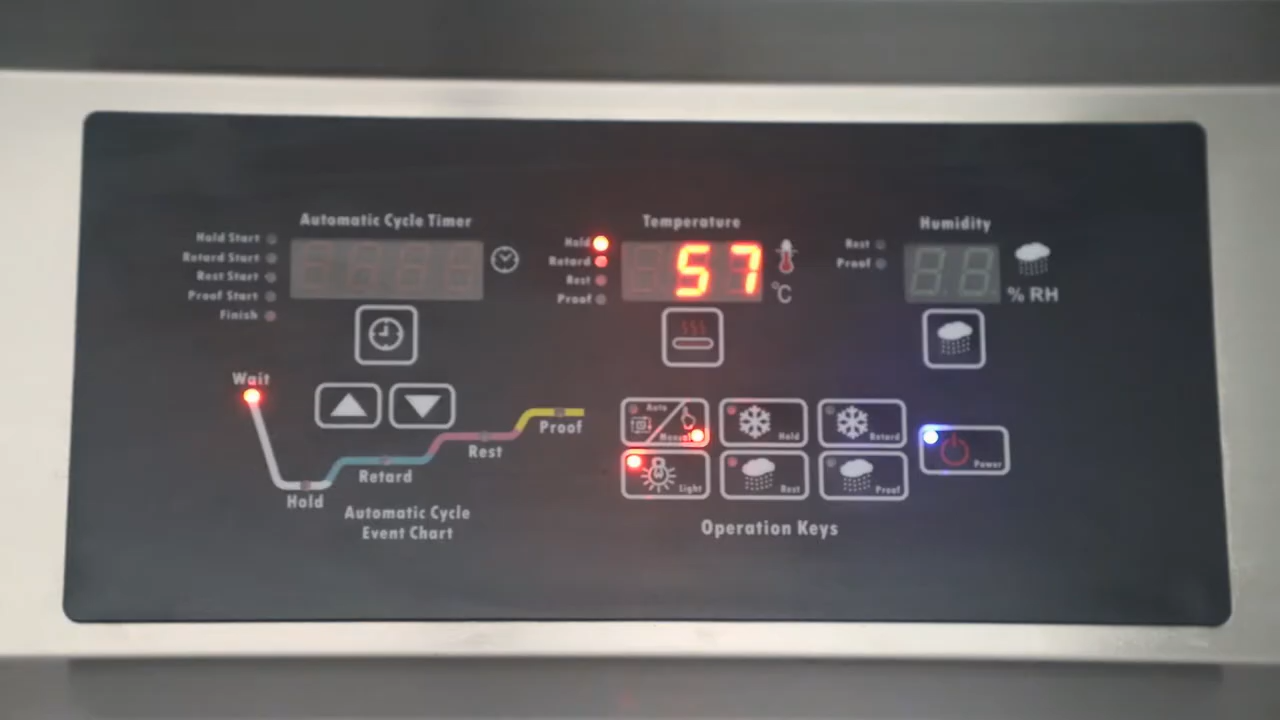 Automatic Cycle Timer
Hold Start
Retard Start
Rest Start
Proof Start
Finish
Temperature
Hold
Retard
Rest
Proof
57
°C
Humidity
Rest
Proof
% RH
Wait
Hold
Retard
Rest
Proof
Automatic Cycle
Event Chart
Auto
Manual
Hold
Retard
Light
Rest
Proof
Power
Operation Keys